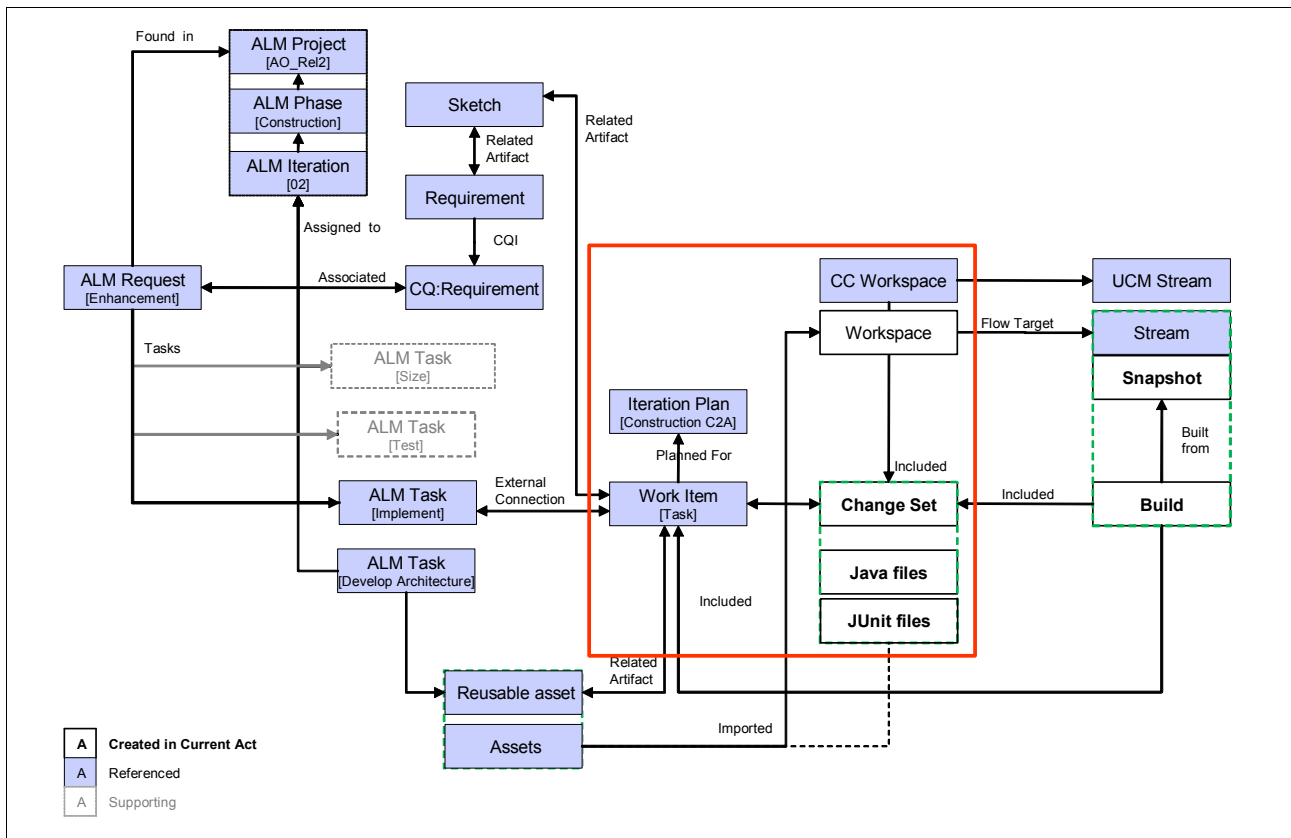 Found in
ALM Project
[AO_Rel2]
ALM Phase
[Construction]
ALM Iteration
[02]
Sketch
Related
Artifact
Related
Artifact
Requirement
Assigned to
CQI
ALM Request
[Enhancement]
Associated
CQ:Requirement
CC Workspace
UCM Stream
Workspace
Flow Target
Stream
Tasks
ALM Task
[Size]
Snapshot
Iteration Plan
[Construction C2A]
ALM Task
[Test]
Planned For
Built
from
Included
External
Connection
ALM Task
[Implement]
Work Item
[Task]
Change Set
Included
Build
ALM Task
[Develop Architecture]
Java files
Included
JUnit files
Related
Artifact
Reusable asset
Imported
Assets
A Created in Current Act
A Referenced
A Supporting